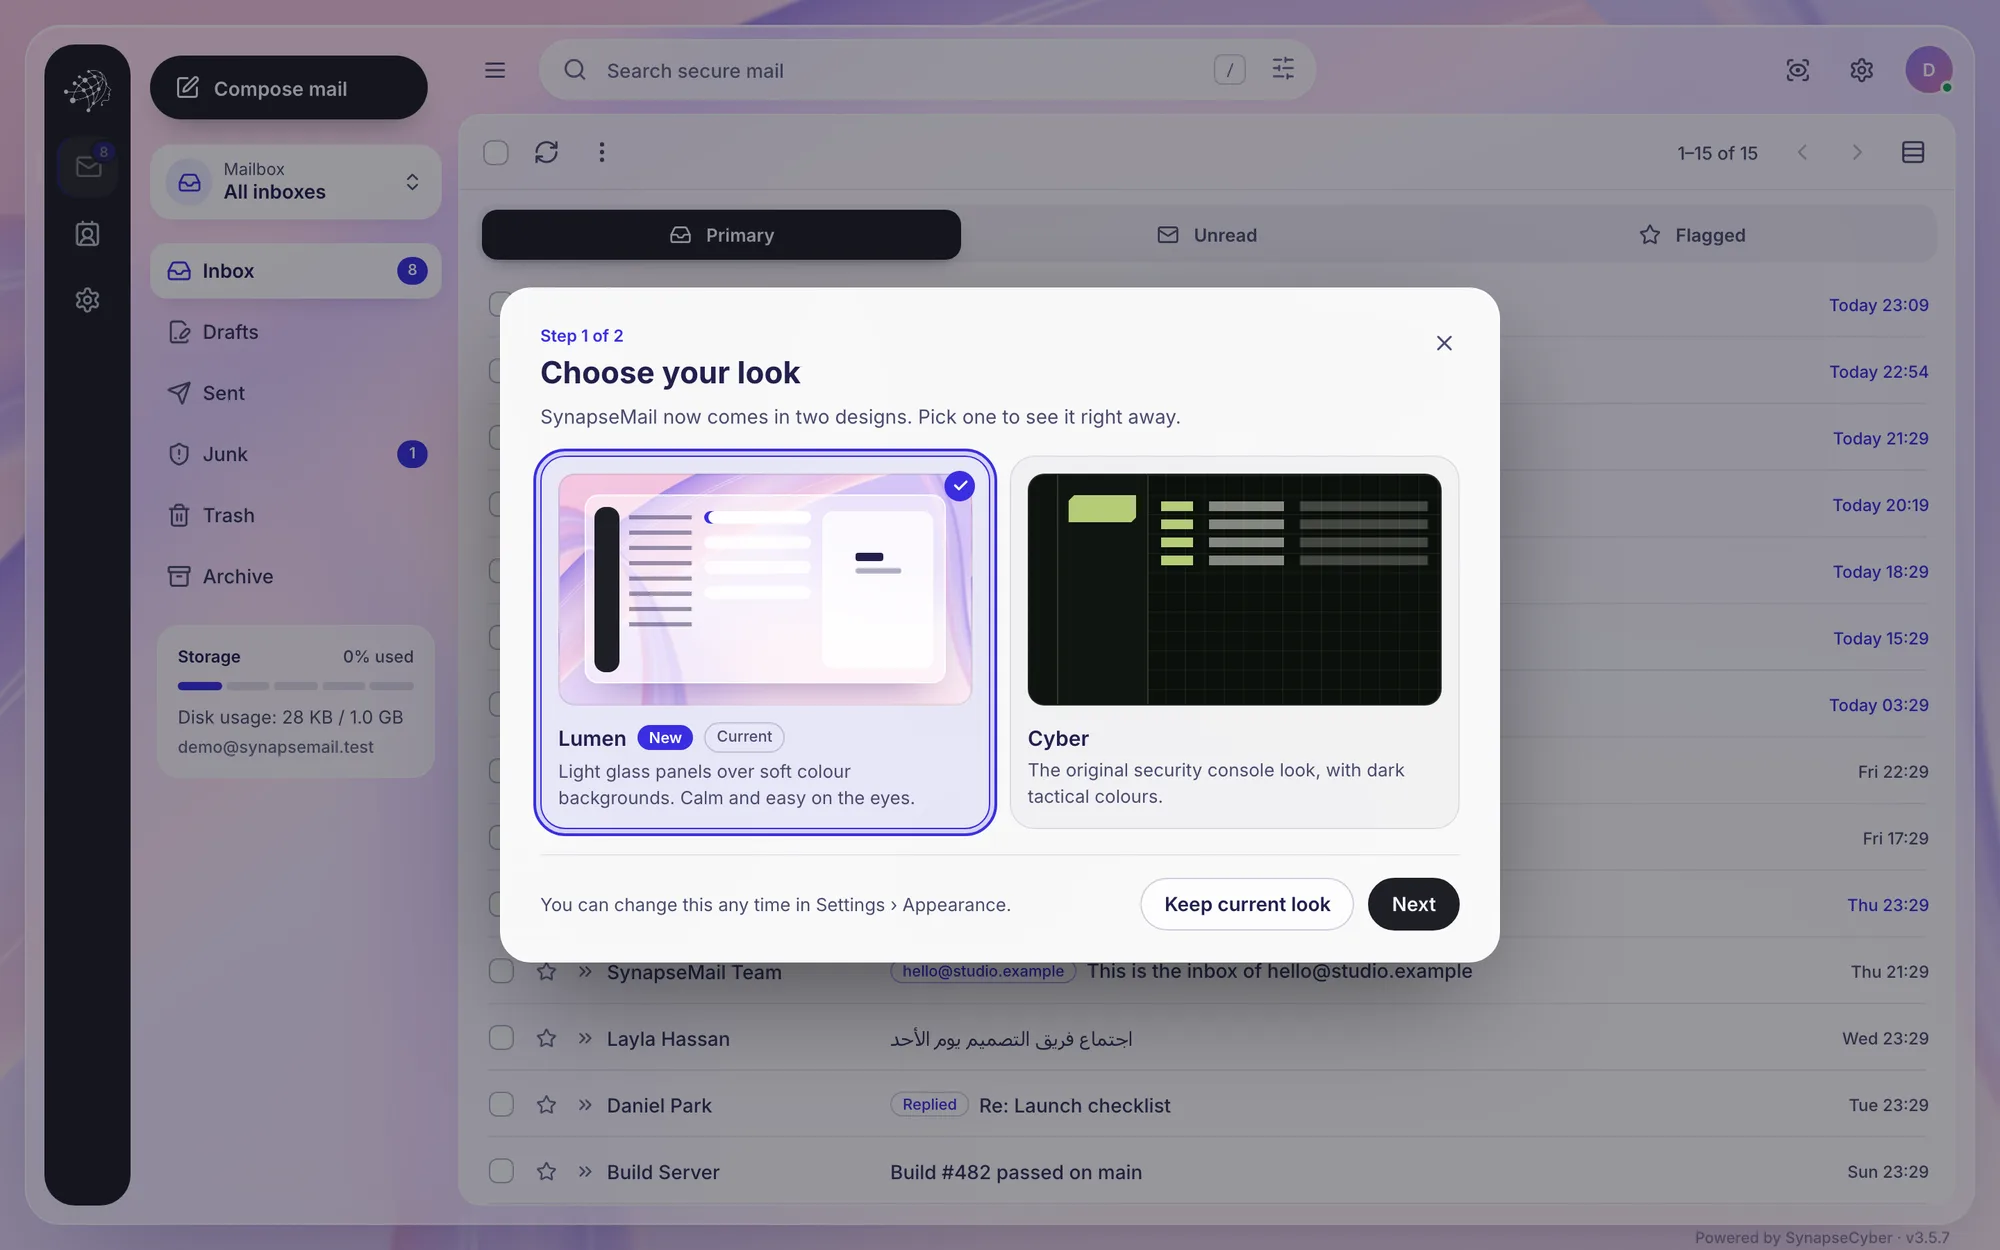 Compose mail
Search secure mail
/
D
8
Mailbox
All inboxes
1–15 of 15
Primary
Unread
Flagged
Inbox
8
Drafts
Sent
Junk
1
Trash
Archive
Storage
0% used
Disk usage: 28 KB / 1.0 GB
demo@synapsemail.test
Today 23:09
Today 22:54
Today 21:29
Today 20:19
Today 18:29
Today 15:29
Today 03:29
Fri 22:29
Fri 17:29
Thu 23:29
Step 1 of 2
Choose your look
SynapseMail now comes in two designs. Pick one to see it right away.
Lumen New Current
Light glass panels over soft colour
backgrounds. Calm and easy on the eyes.
Cyber
The original security console look, with dark
tactical colours.
You can change this any time in Settings › Appearance.
Keep current look
Next
SynapseMail Team hello@studio.example This is the inbox of hello@studio.example Thu 21:29
Layla Hassan اجتماع فريق التصميم يوم الأحد Wed 23:29
Daniel Park Replied Re: Launch checklist Tue 23:29
Build Server Build #482 passed on main Sun 23:29
Powered by SynapseCyber · v3.5.7